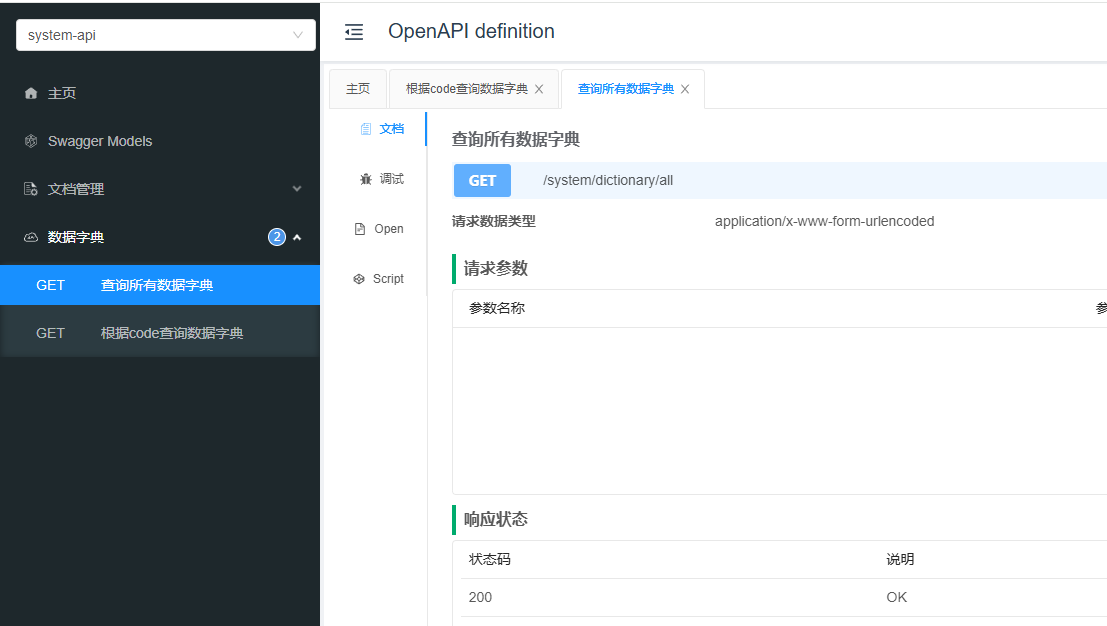 system-api
主页
Swagger Models
文档管理
数据字典 2
GET 查询所有数据字典
GET 根据code查询数据字典
OpenAPI definition
主页 根据code查询数据字典 查询所有数据字典
文档
调试
Open
Script
查询所有数据字典
GET /system/dictionary/all
请求数据类型 application/x-www-form-urlencoded
请求参数
参数名称 参
响应状态
状态码 说明
200 OK